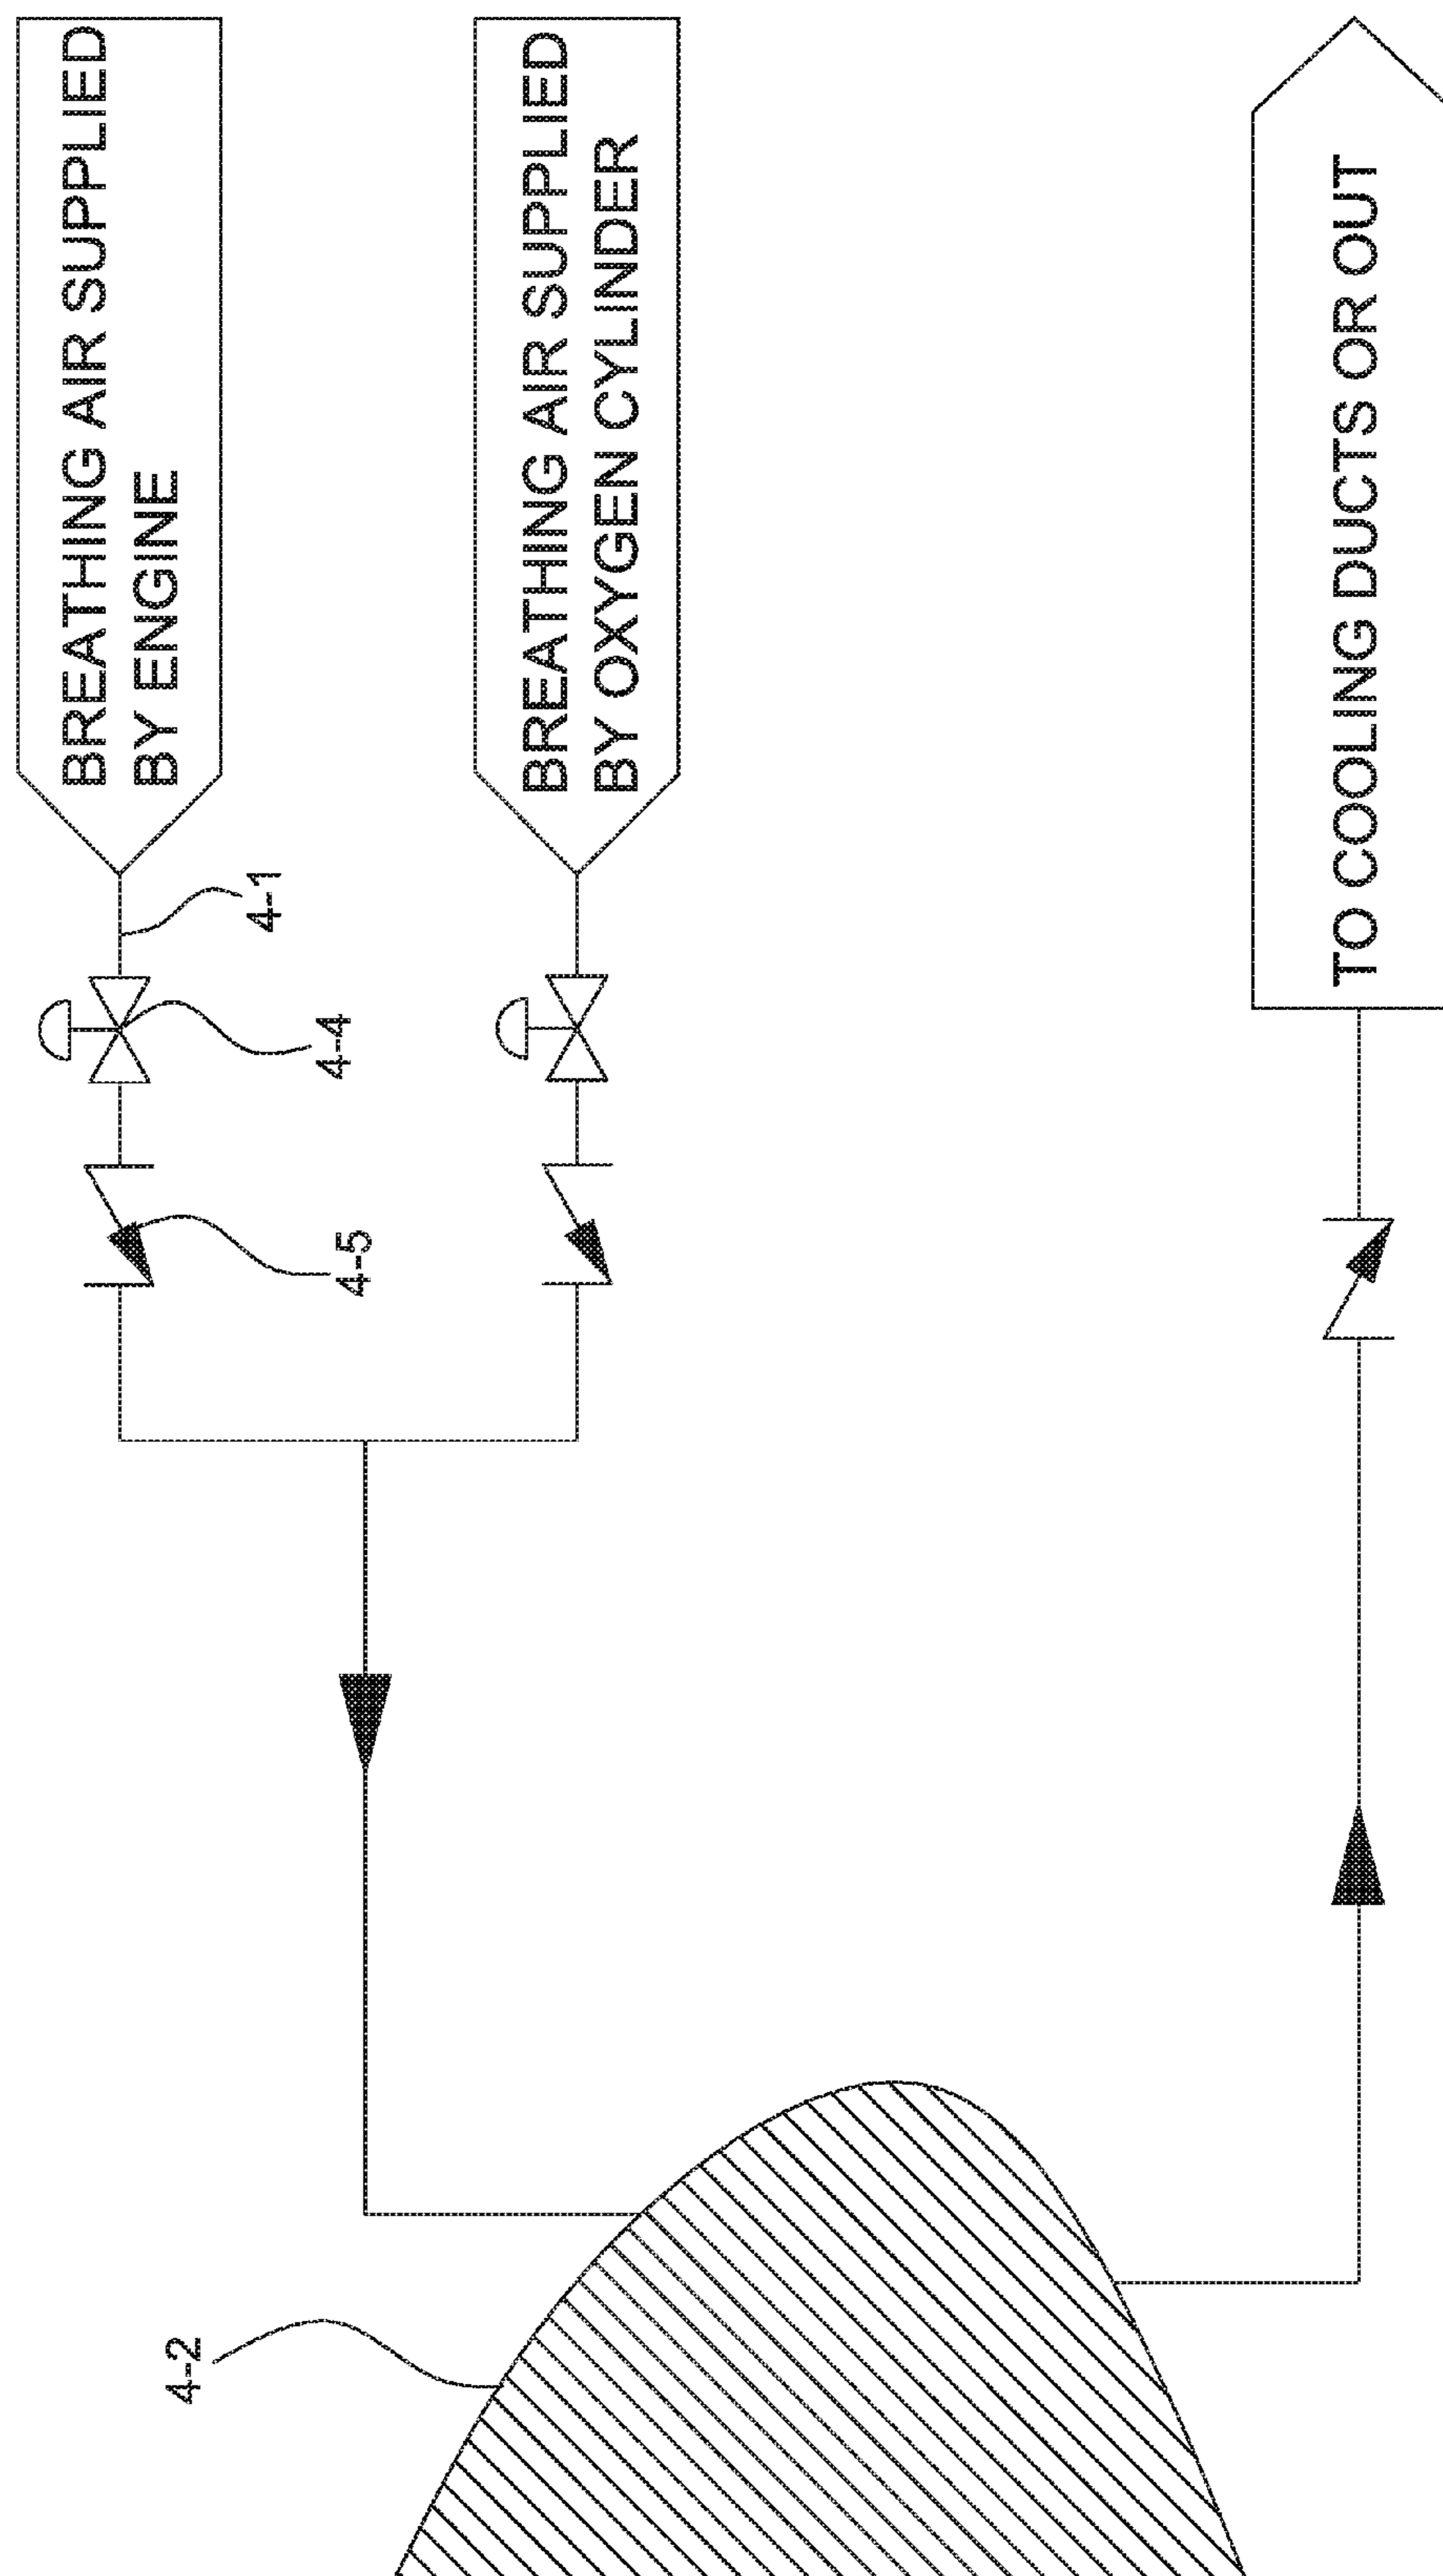 BREATHING AIR SUPPLIED
BY ENGINE
4-1
4-4
4-5
BREATHING AIR SUPPLIED
BY OXYGEN CYLINDER
4-2
TO COOLING DUCTS OR OUT